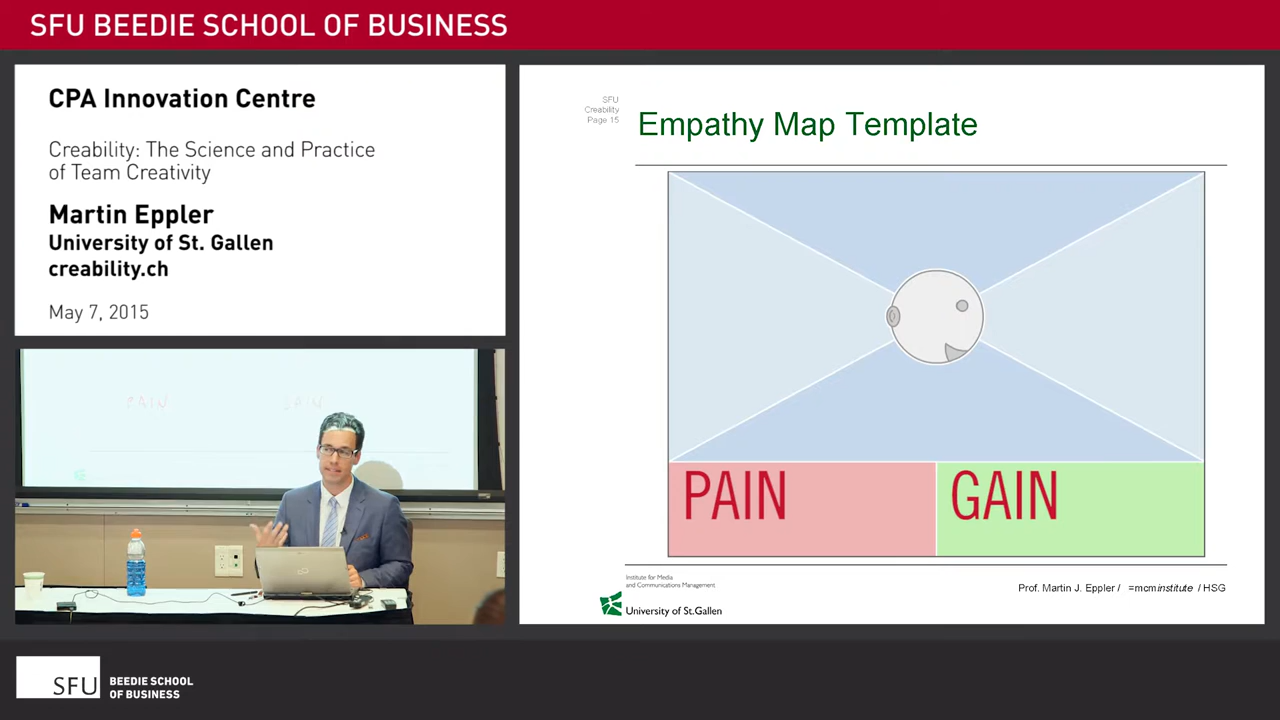 SFU BEEDIE SCHOOL OF BUSINESS
CPA Innovation Centre
Creability: The Science and Practice
of Team Creativity
Martin Eppler
University of St. Gallen
creability.ch
May 7, 2015
SFU
Creability
Page 15
Empathy Map Template
PAIN
GAIN
PAIN
GAIN
Institute for Media
and Communications Management
University of St.Gallen
Prof. Martin J. Eppler / =mcminstitute / HSG
SFU
BEEDIE SCHOOL
OF BUSINESS